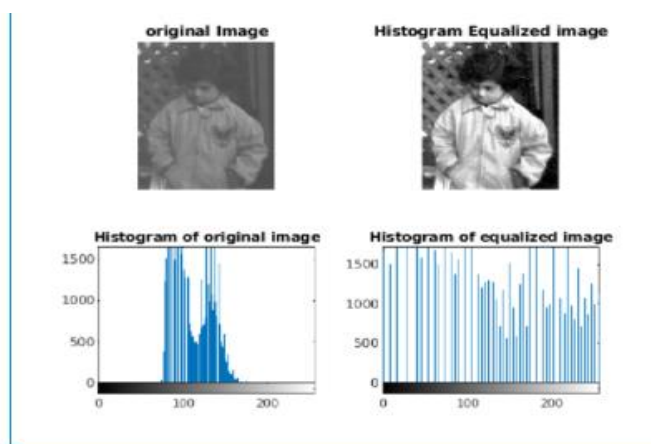 original Image
Histogram Equalized image
Histogram of original image
Histogram of equalized image
1500
1000
500
0
0 100 200
1500
1000
500
0
0 100 200